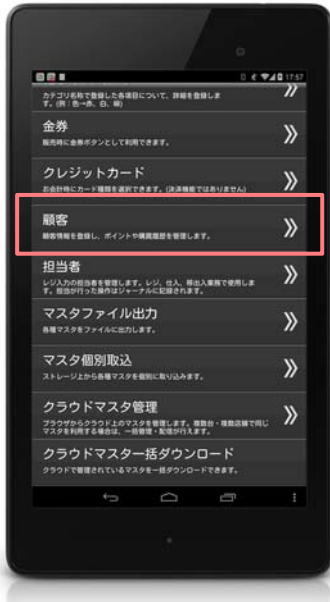 17:57
カテゴリ名称で登録した各項目について、詳細を登録しま
す。(例:色→赤、白、緑)
金券
販売時に金券ボタンとして利用できます。
クレジットカード
お会計時にカード種類を選択できます。(決済機能ではありません)
顧客
顧客情報を登録し、ポイントや購買履歴を管理します。
担当者
レジ入力の担当者を管理します。レジ、仕入、移出入業務で使用しま
す。担当が行った操作はジャーナルに記録されます。
マスタファイル出力
各種マスタをファイルに出力します。
マスタ個別取込
ストレージ上から各種マスタを個別に取り込みます。
クラウドマスタ管理
ブラウザからクラウド上のマスタを管理します。複数台・複数店舗で同じ
マスタを利用する場合は、一括管理・配信が行えます。
クラウドマスタ一括ダウンロード
クラウドで管理されているマスタを一括ダウンロードできます。